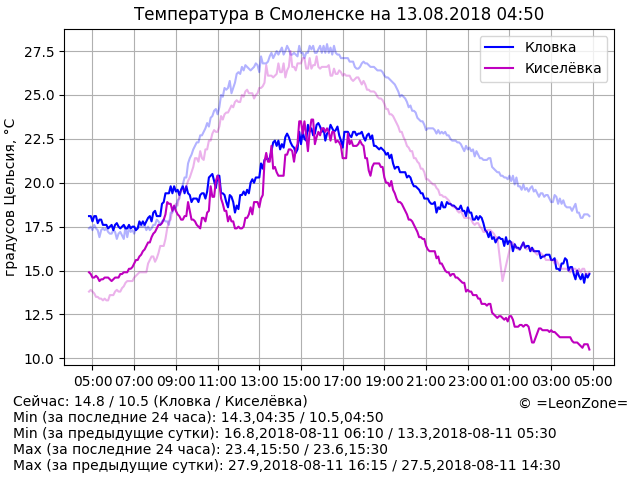 Температура в Смоленске на 13.08.2018 04:50
Кловка
Киселёвка
градусов Цельсия, °C
27.5
25.0
22.5
20.0
17.5
15.0
12.5
10.0
05:00 07:00 09:00 11:00 13:00 15:00 17:00 19:00 21:00 23:00 01:00 03:00 05:00
Сейчас: 14.8 / 10.5 (Кловка / Киселёвка)
© =LeonZone=
Min (за последние 24 часа): 14.3,04:35 / 10.5,04:50
Min (за предыдущие сутки): 16.8,2018-08-11 06:10 / 13.3,2018-08-11 05:30
Max (за последние 24 часа): 23.4,15:50 / 23.6,15:30
Max (за предыдущие сутки): 27.9,2018-08-11 16:15 / 27.5,2018-08-11 14:30